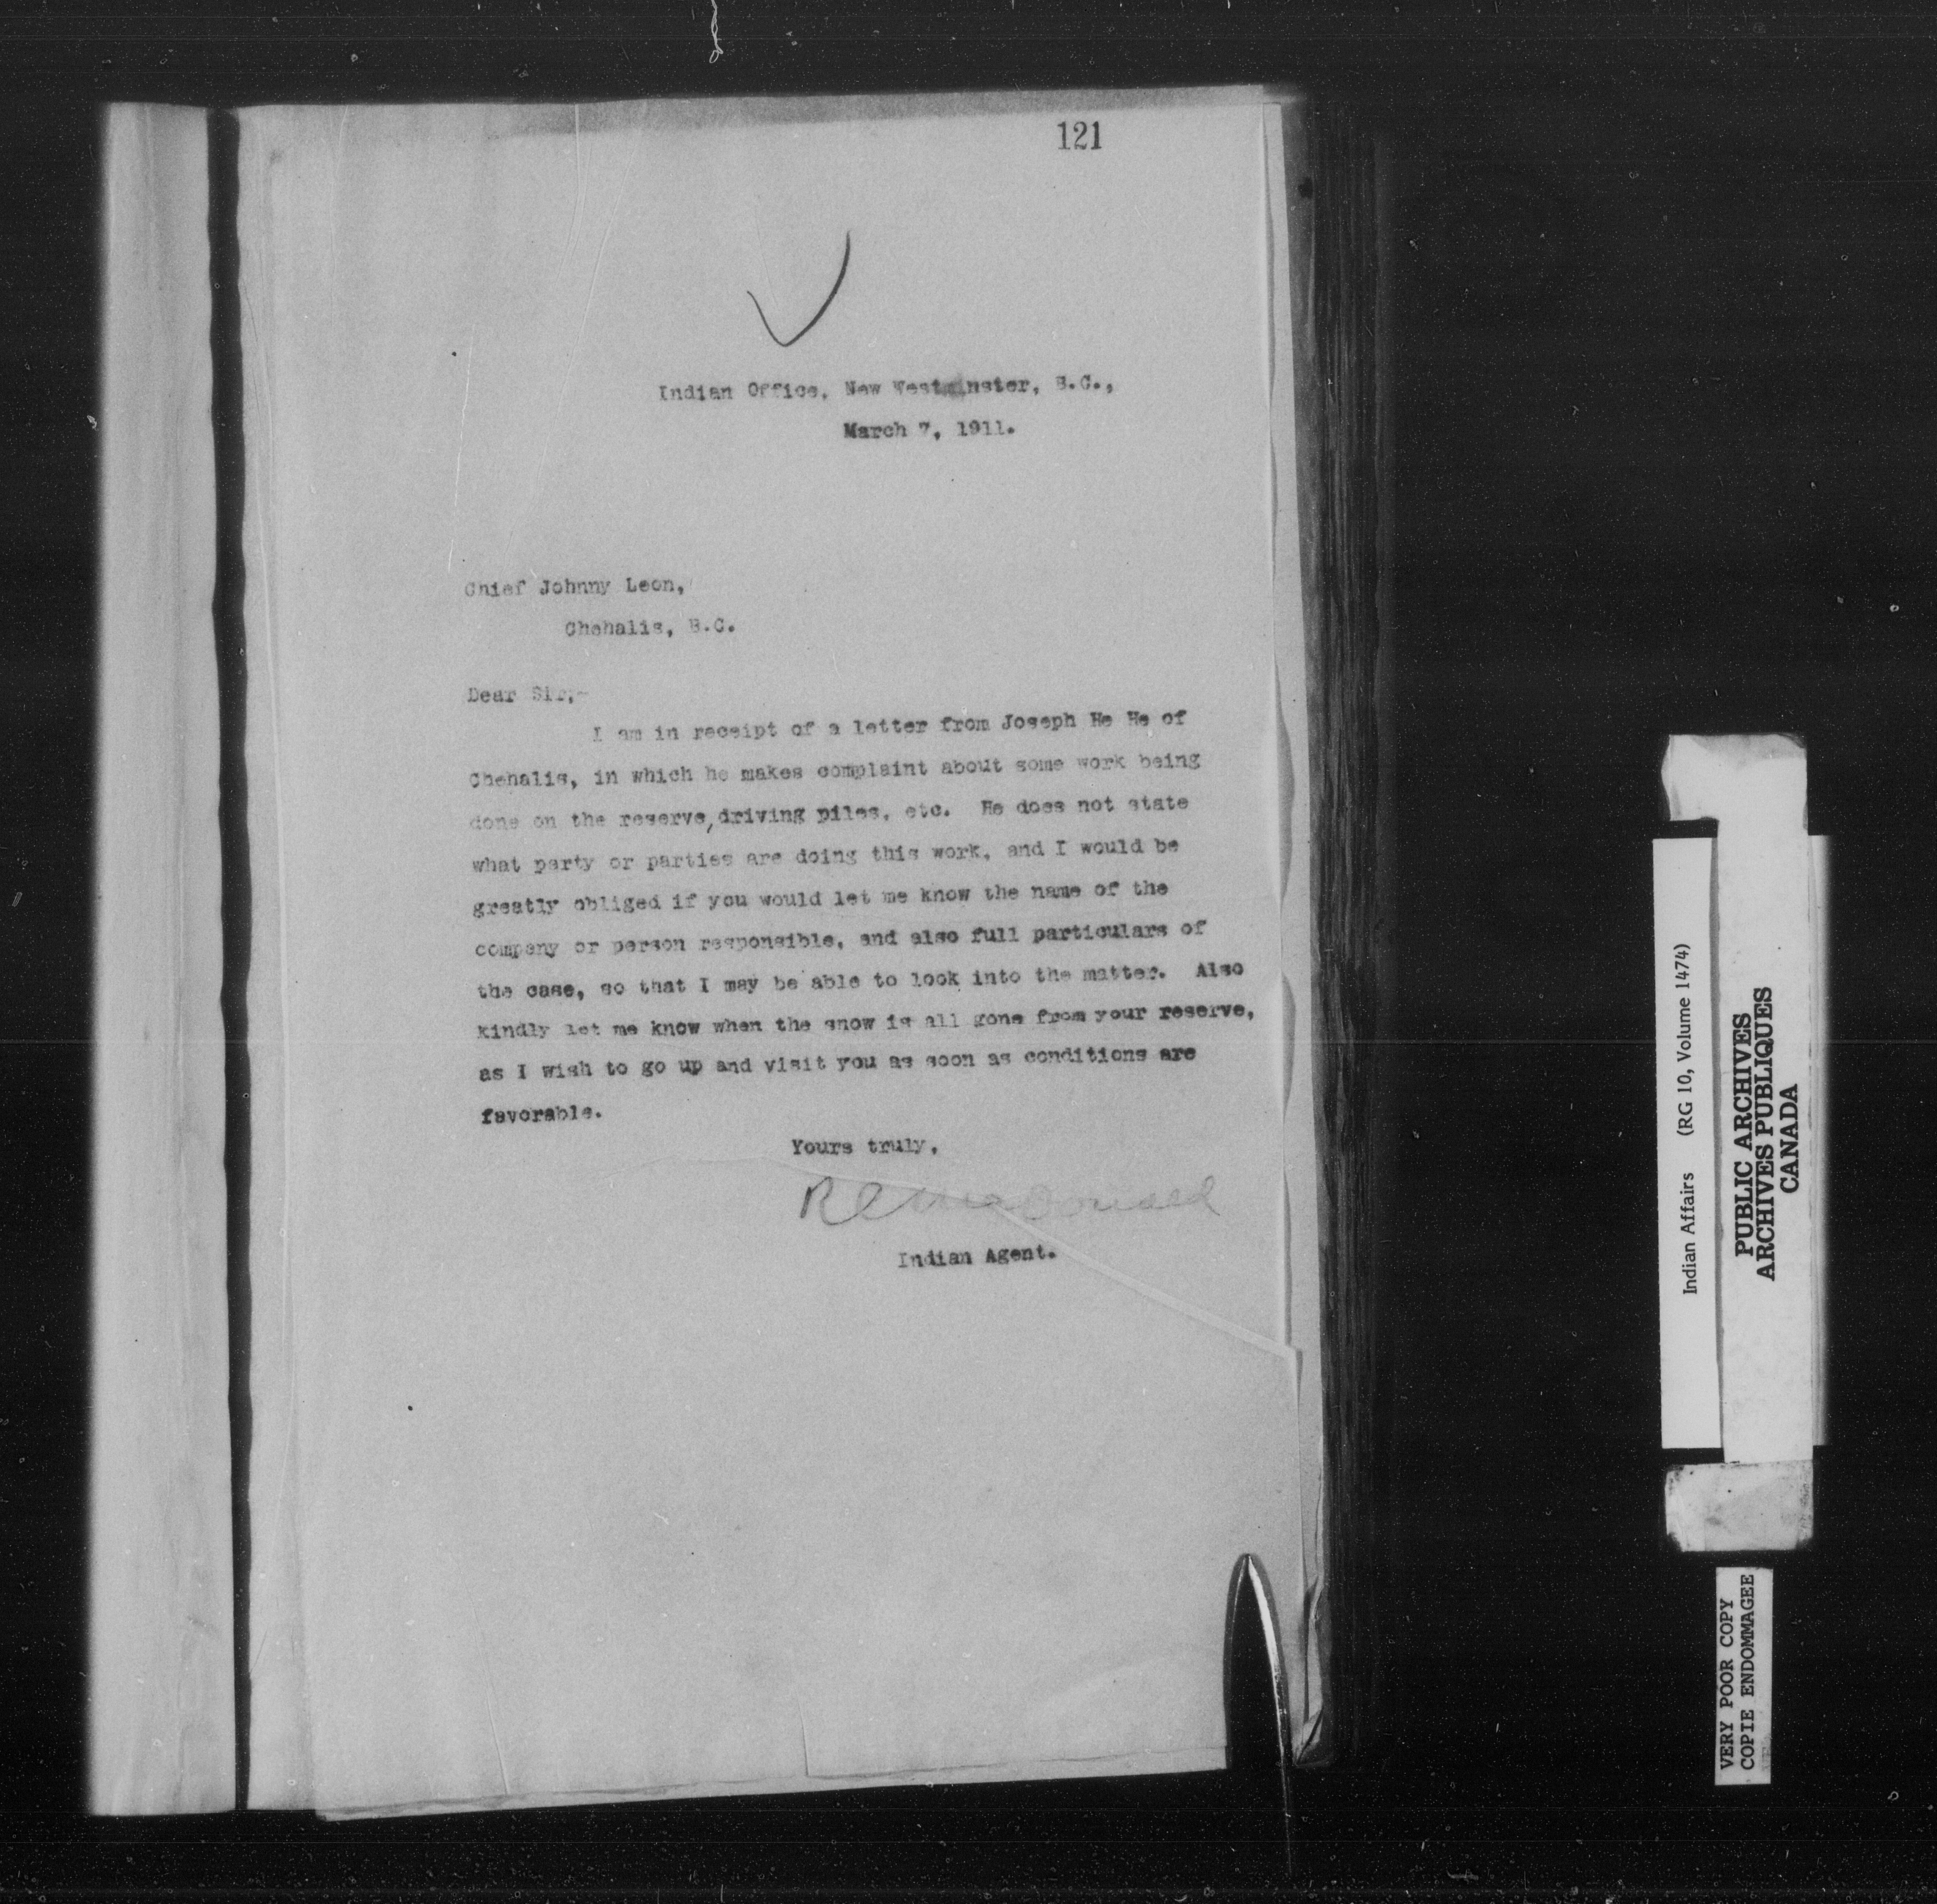 121
Indian Office, New Westminster, B.C.,
March 7, 1911.
Chief Johnny Leon,
Chehalis, B.C.
Dear Sir,-
I am in receipt of a letter from Joseph He He of
Chehalis, in which he makes complaint about some work being
done on the reserve, driving piles, etc. He does not state
what party or parties are doing this work, and I would be
greatly obliged if you would let me know the name of the
company or person responsible, and also full particulars of
the case, so that I may be able to look into the matter. Also
kindly let me know when the snow is all gone from your reserve,
as I wish to go up and visit you as soon as conditions are
favorable.
Yours truly,
R C MacDonald
Indian Agent.
Indian Affairs (RG 10, Volume 1474)
PUBLIC ARCHIVES
ARCHIVES PUBLIQUES
CANADA
VERY POOR COPY
COPIE ENDOMMAGEE